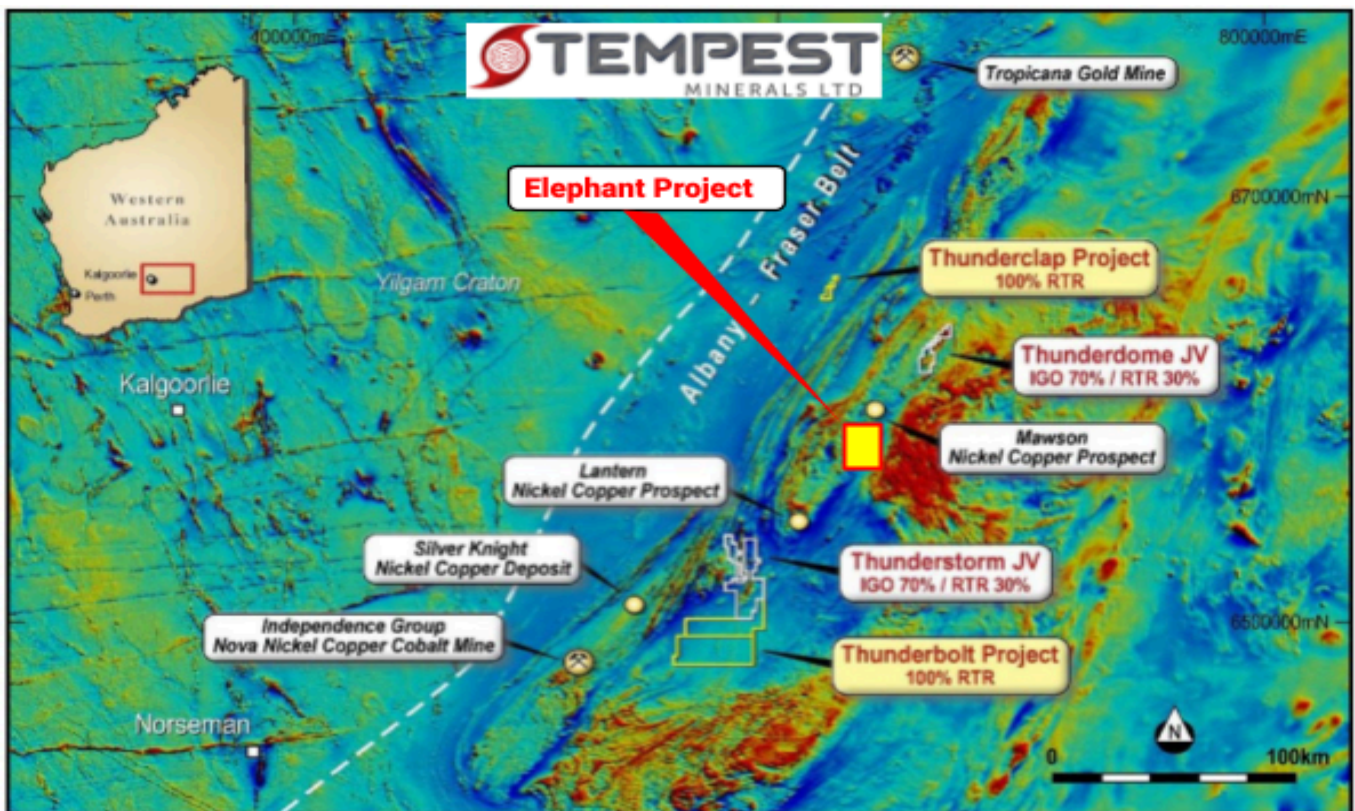 400000mE
800000mE
TEMPEST
MINERALS LTD
Tropicana Gold Mine
Elephant Project
Western
Australia
Kalgoorlie
Perth
6700000mN
Albany - Fraser Belt
Thunderclap Project
100% RTR
Yilgarn Craton
Thunderdome JV
IGO 70% / RTR 30%
Kalgoorlie
Mawson
Nickel Copper Prospect
Lantern
Nickel Copper Prospect
Silver Knight
Nickel Copper Deposit
Thunderstorm JV
IGO 70% / RTR 30%
Independence Group
Nova Nickel Copper Cobalt Mine
6500000mN
Thunderbolt Project
100% RTR
Norseman
N
0
100km